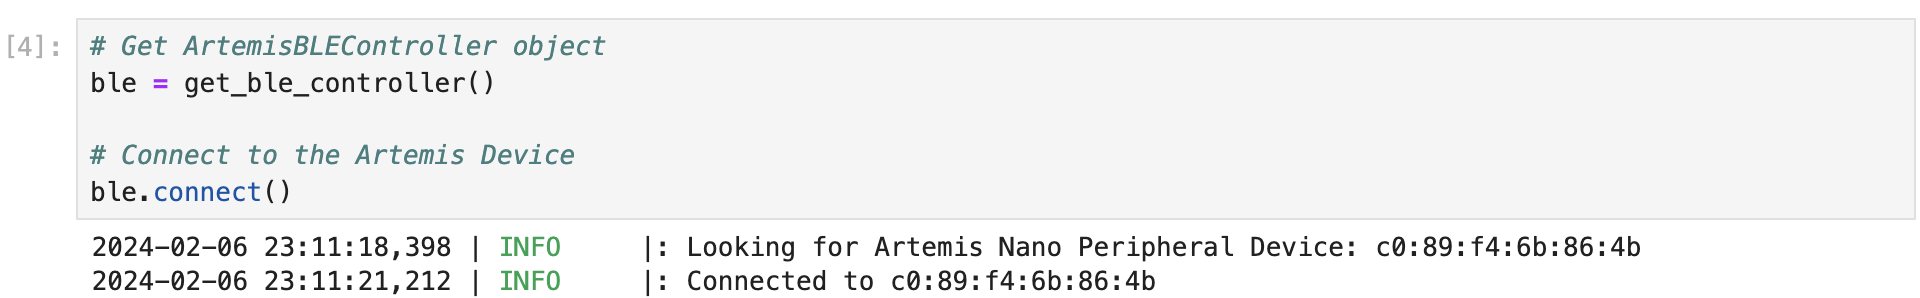 [4]:
# Get ArtemisBLEController object
ble = get_ble_controller()
# Connect to the Artemis Device
ble.connect()
2024-02-06 23:11:18,398 | INFO     |: Looking for Artemis Nano Peripheral Device: c0:89:f4:6b:86:4b
2024-02-06 23:11:21,212 | INFO     |: Connected to c0:89:f4:6b:86:4b